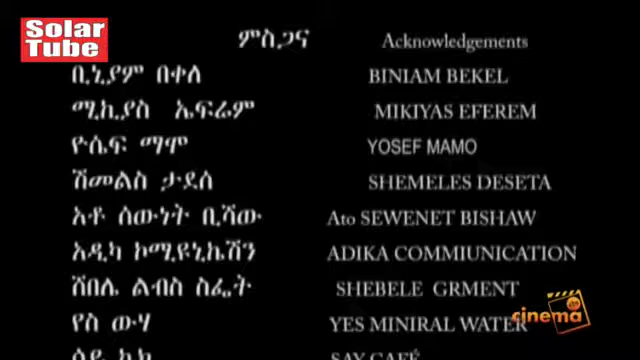 Solar
Tube
ምስጋና Acknowledgements
ቢኒያም በቀለ BINIAM BEKEL
ሚኪያስ ኤፍሬም MIKIYAS EFEREM
ዮሴፍ ማሞ YOSEF MAMO
ሽመልስ ታደሰ SHEMELES DESETA
አቶ ሰውነት ቢሻው Ato SEWENET BISHAW
አዲካ ኮሚዩኒኬሽን ADIKA COMMIUNICATION
ሸበሌ ልብስ ስፌት SHEBELE GRMENT
የስ ውሃ YES MINIRAL WATER
cinema
SAY CAFÉ